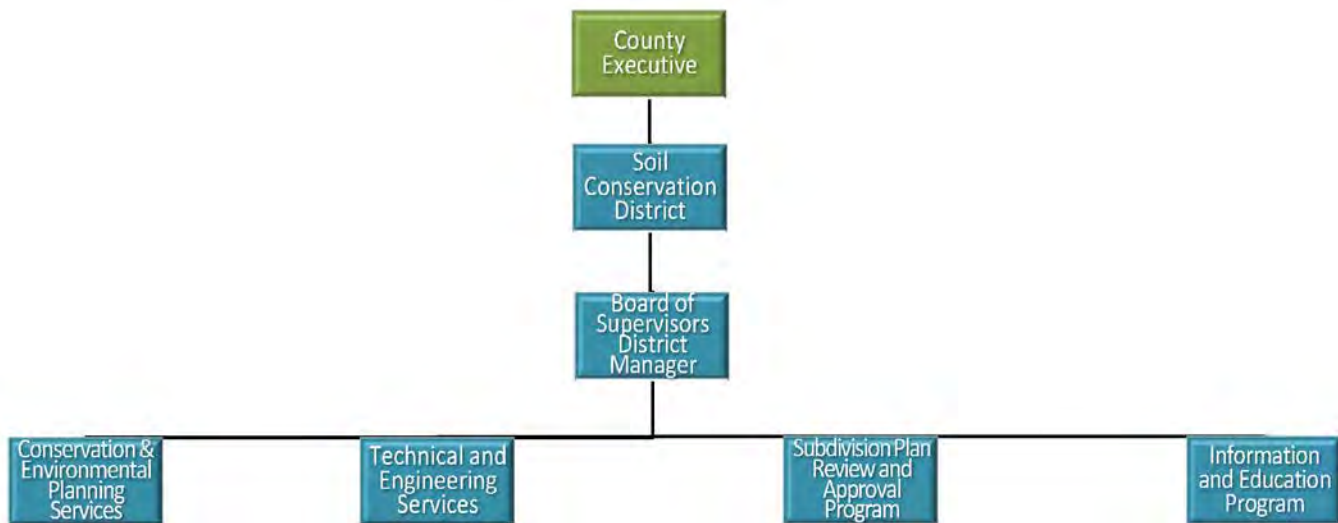 County
Executive
Soil
Conservation
District
Board of
Supervisors
District
Manager
Conservation &
Environmental
Planning
Services
Technical and
Engineering
Services
Subdivision Plan
Review and
Approval
Program
Information
and Education
Program